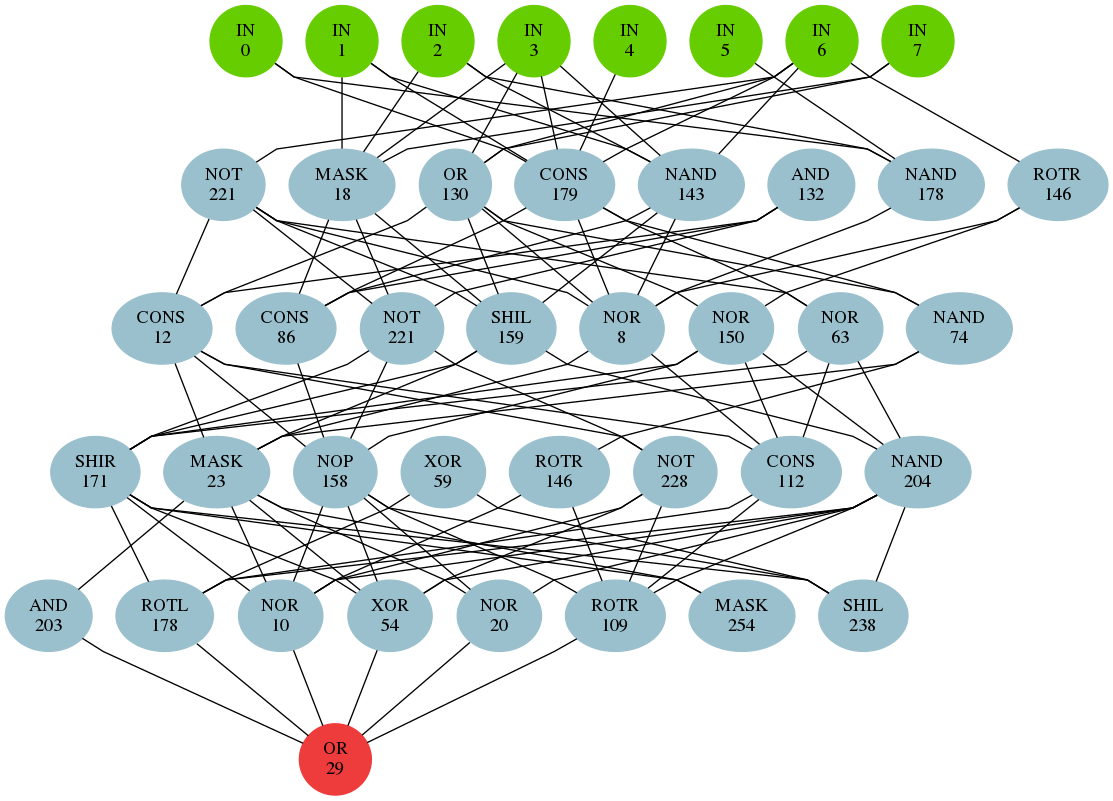 IN
0
IN
1
IN
2
IN
3
IN
4
IN
5
IN
6
IN
7
NOT
221
MASK
18
OR
130
CONS
179
NAND
143
AND
132
NAND
178
ROTR
146
CONS
12
CONS
86
NOT
221
SHIL
159
NOR
8
NOR
150
NOR
63
NAND
74
SHIR
171
MASK
23
NOP
158
XOR
59
ROTR
146
NOT
228
CONS
112
NAND
204
AND
203
ROTL
178
NOR
10
XOR
54
NOR
20
ROTR
109
MASK
254
SHIL
238
OR
29